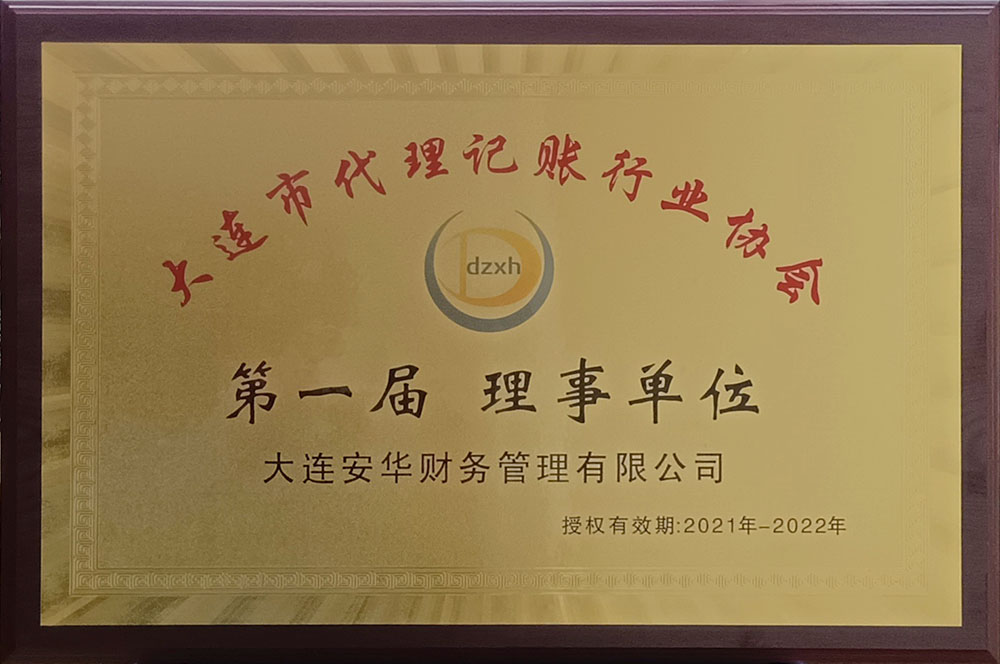 大连市代理记账行业协会
dzxh
第一届 理事单位
大连安华财务管理有限公司
授权有效期:2021年-2022年